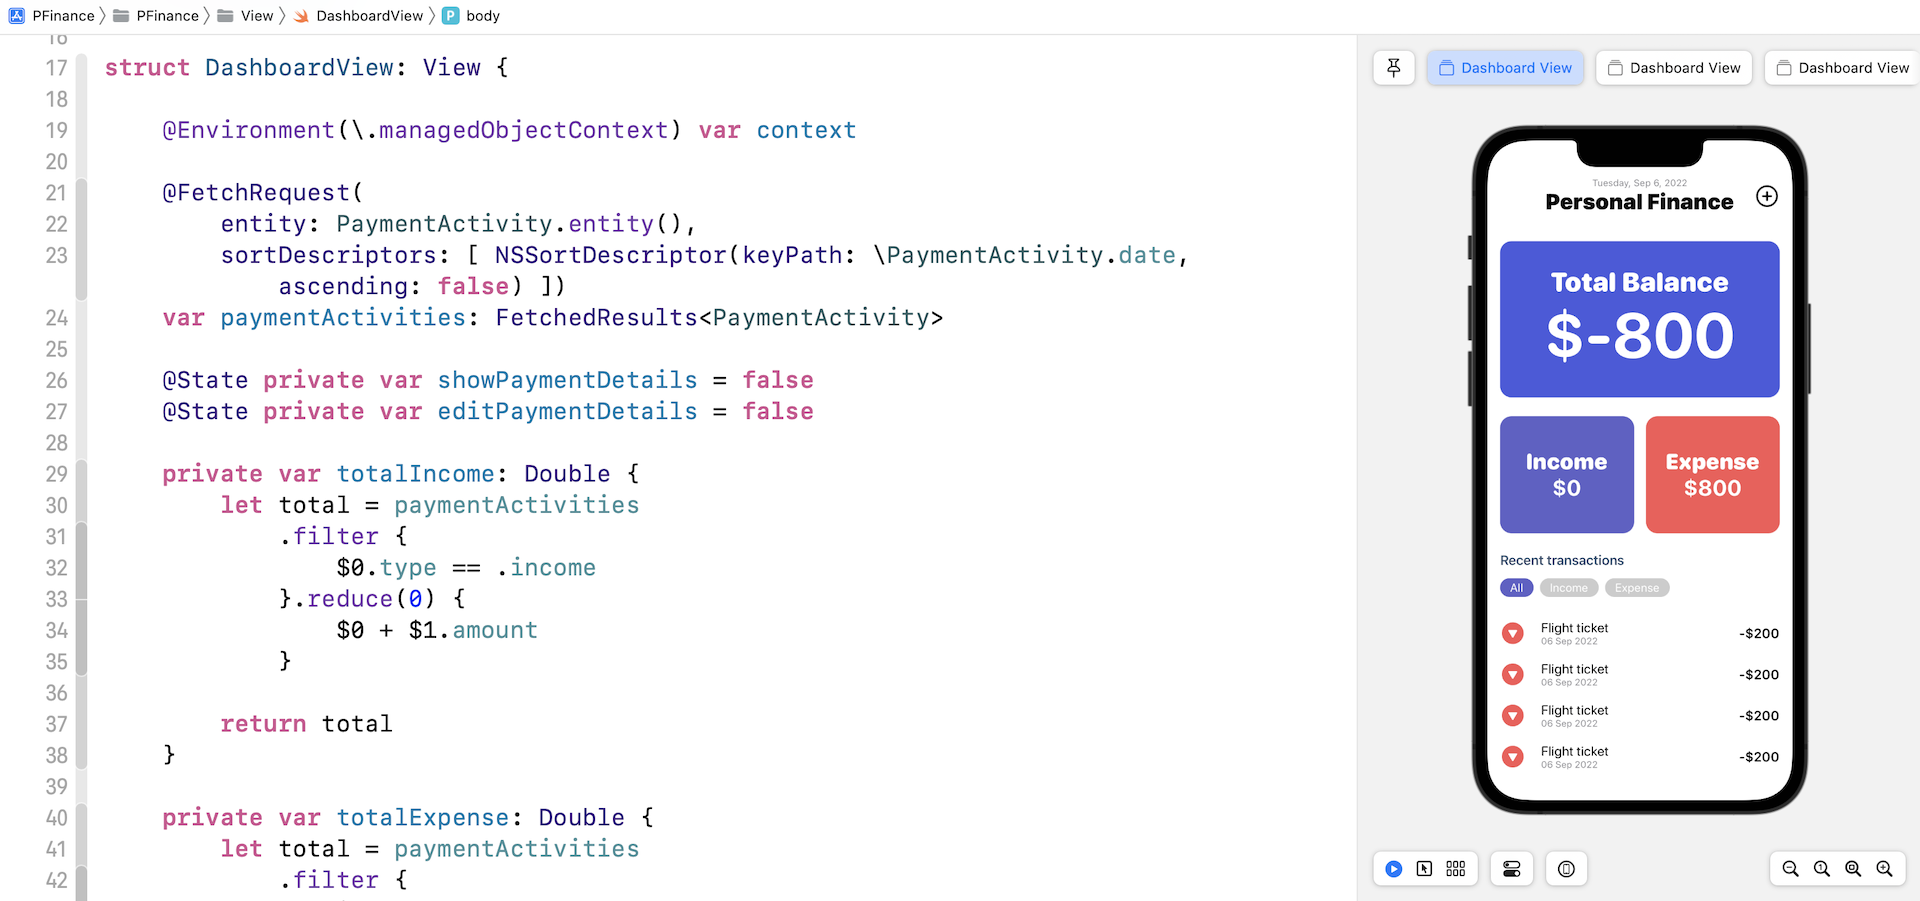 PFinance PFinance View DashboardView P body
16
17 struct DashboardView: View {
18
19 @Environment(\.managedObjectContext) var context
20
21 @FetchRequest(
22 entity: PaymentActivity.entity(),
23 sortDescriptors: [ NSSortDescriptor(keyPath: \PaymentActivity.date,
ascending: false) ])
24 var paymentActivities: FetchedResults<PaymentActivity>
25
26 @State private var showPaymentDetails = false
27 @State private var editPaymentDetails = false
28
29 private var totalIncome: Double {
30 let total = paymentActivities
31 .filter {
32 $0.type == .income
33 }.reduce(0) {
34 $0 + $1.amount
35 }
36
37 return total
38 }
39
40 private var totalExpense: Double {
41 let total = paymentActivities
42 .filter {
Dashboard View Dashboard View Dashboard View
Tuesday, Sep 6, 2022
Personal Finance
Total Balance
$-800
Income Expense
$0 $800
Recent transactions
All Income Expense
Flight ticket -$200
06 Sep 2022
Flight ticket -$200
06 Sep 2022
Flight ticket -$200
06 Sep 2022
Flight ticket -$200
06 Sep 2022